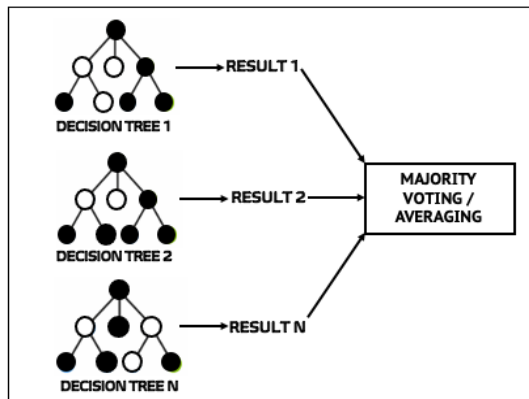 RESULT 1
DECISION TREE 1
RESULT 2
DECISION TREE 2
RESULT N
DECISION TREE N
MAJORITY
VOTING /
AVERAGING